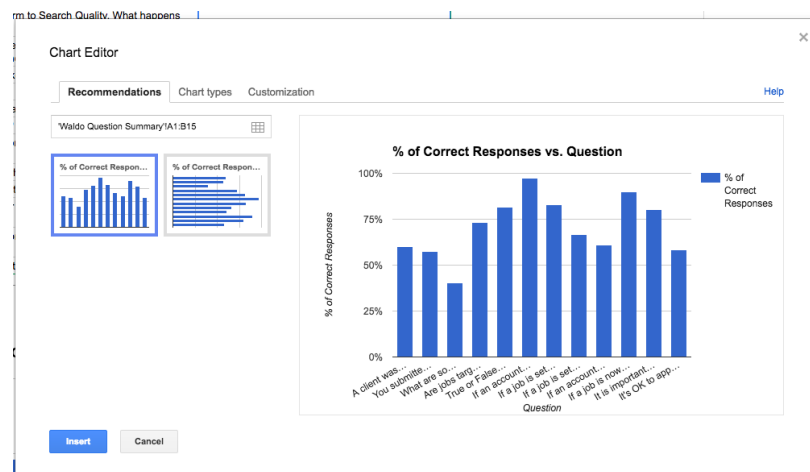 rm to Search Quality. What happens
Chart Editor
Recommendations Chart types Customization
Help
'Waldo Question Summary'!A1:B15
% of Correct Respon...
% of Correct Respon...
% of Correct Responses vs. Question
100%
75%
50%
25%
0%
% of Correct Responses
% of
Correct
Responses
A client was...
You submitte...
What are so...
Are jobs targ...
True or False...
If an account...
If a job is set...
If a job is set...
If an account...
If a job is now...
It is important...
It's OK to app...
Question
Insert
Cancel